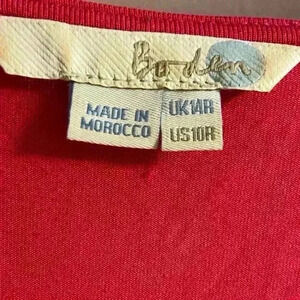 Boden
MADE IN
MOROCCO
UK14R
US10R